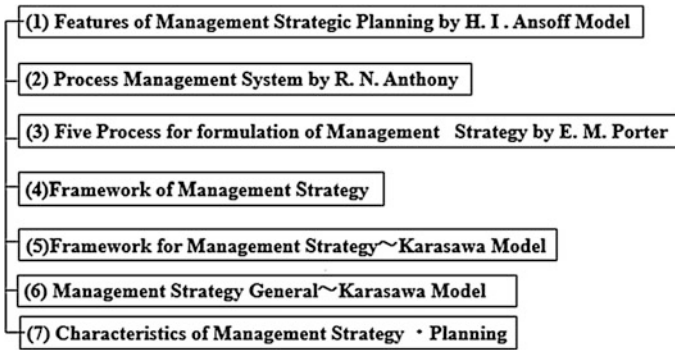 (1) Features of Management Strategic Planning by H. I . Ansoff Model
(2) Process Management System by R. N. Anthony
(3) Five Process for formulation of Management Strategy by E. M. Porter
(4)Framework of Management Strategy
(5)Framework for Management Strategy～Karasawa Model
(6) Management Strategy General～Karasawa Model
(7) Characteristics of Management Strategy ・Planning